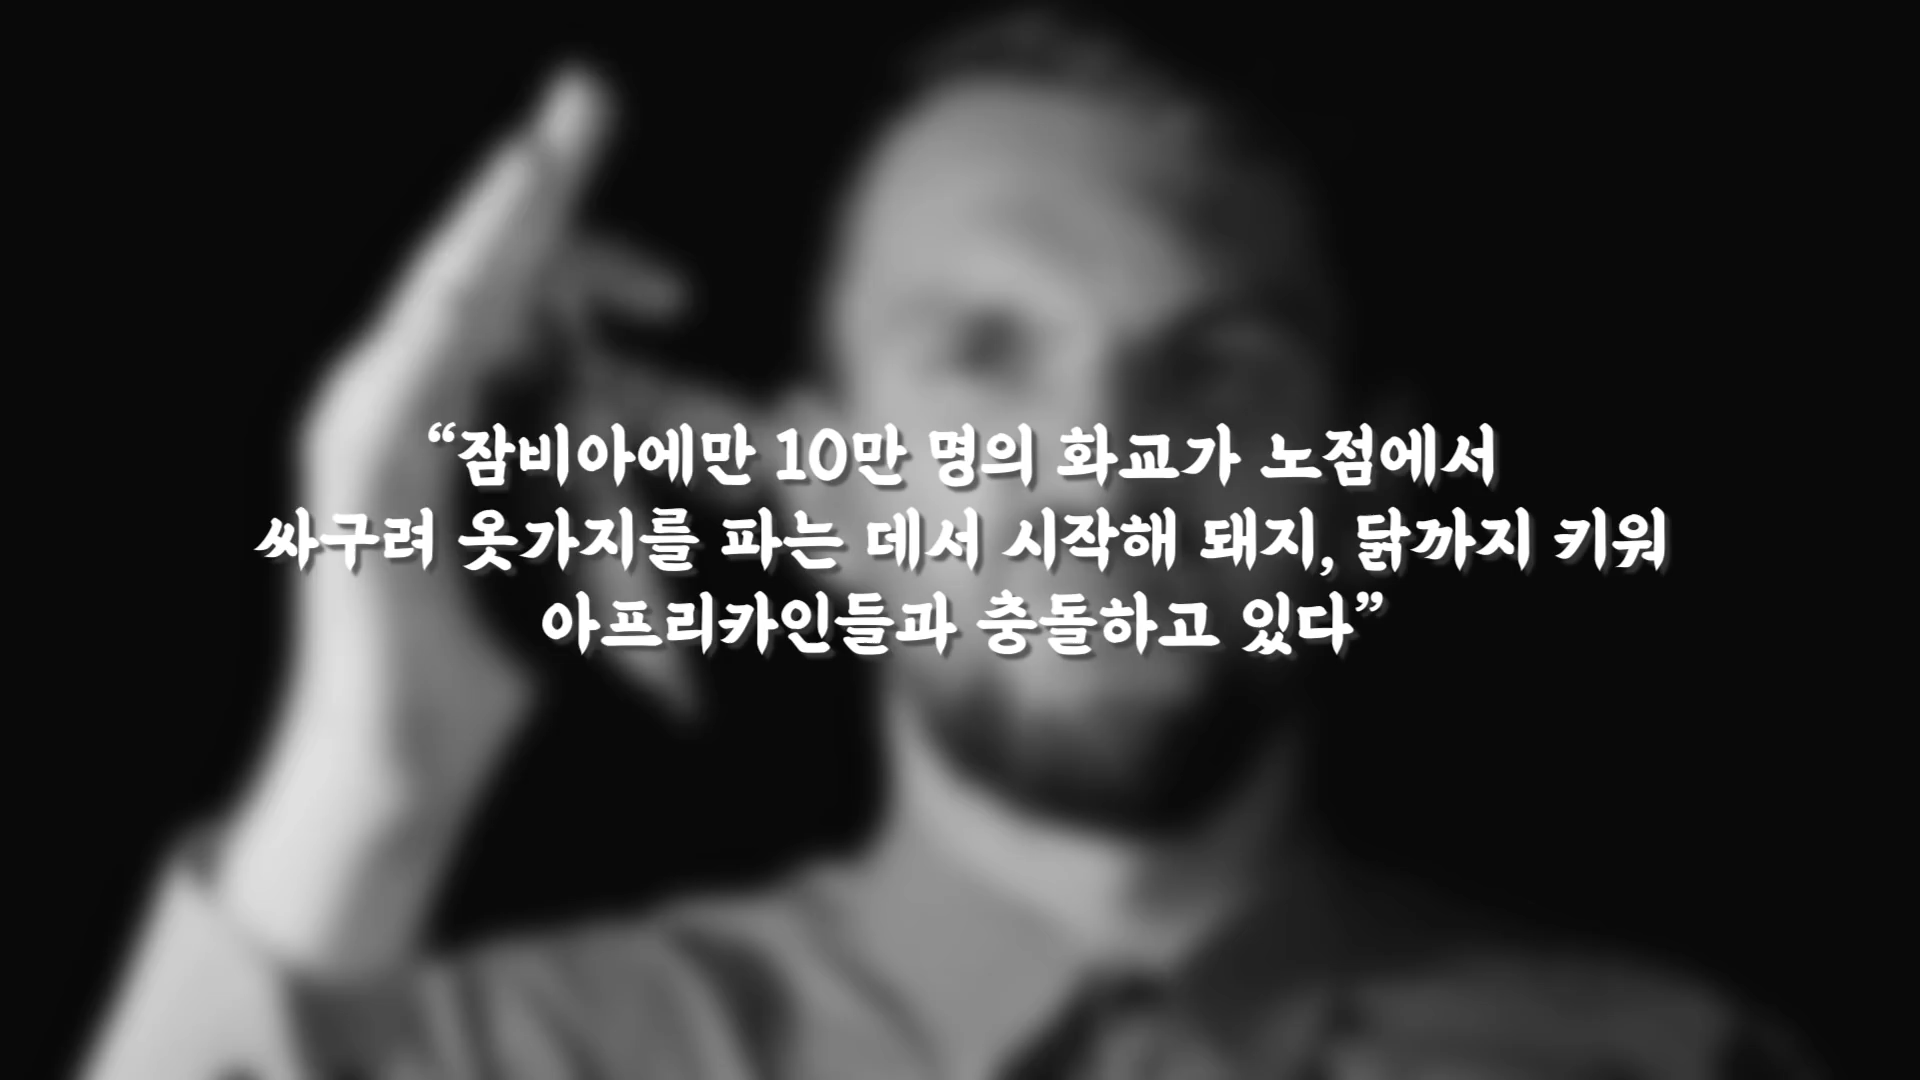 “잠비아에만 10만 명의 화교가 노점에서
싸구려 옷가지를 파는 데서 시작해 돼지, 닭까지 키워
아프리카인들과 충돌하고 있다”